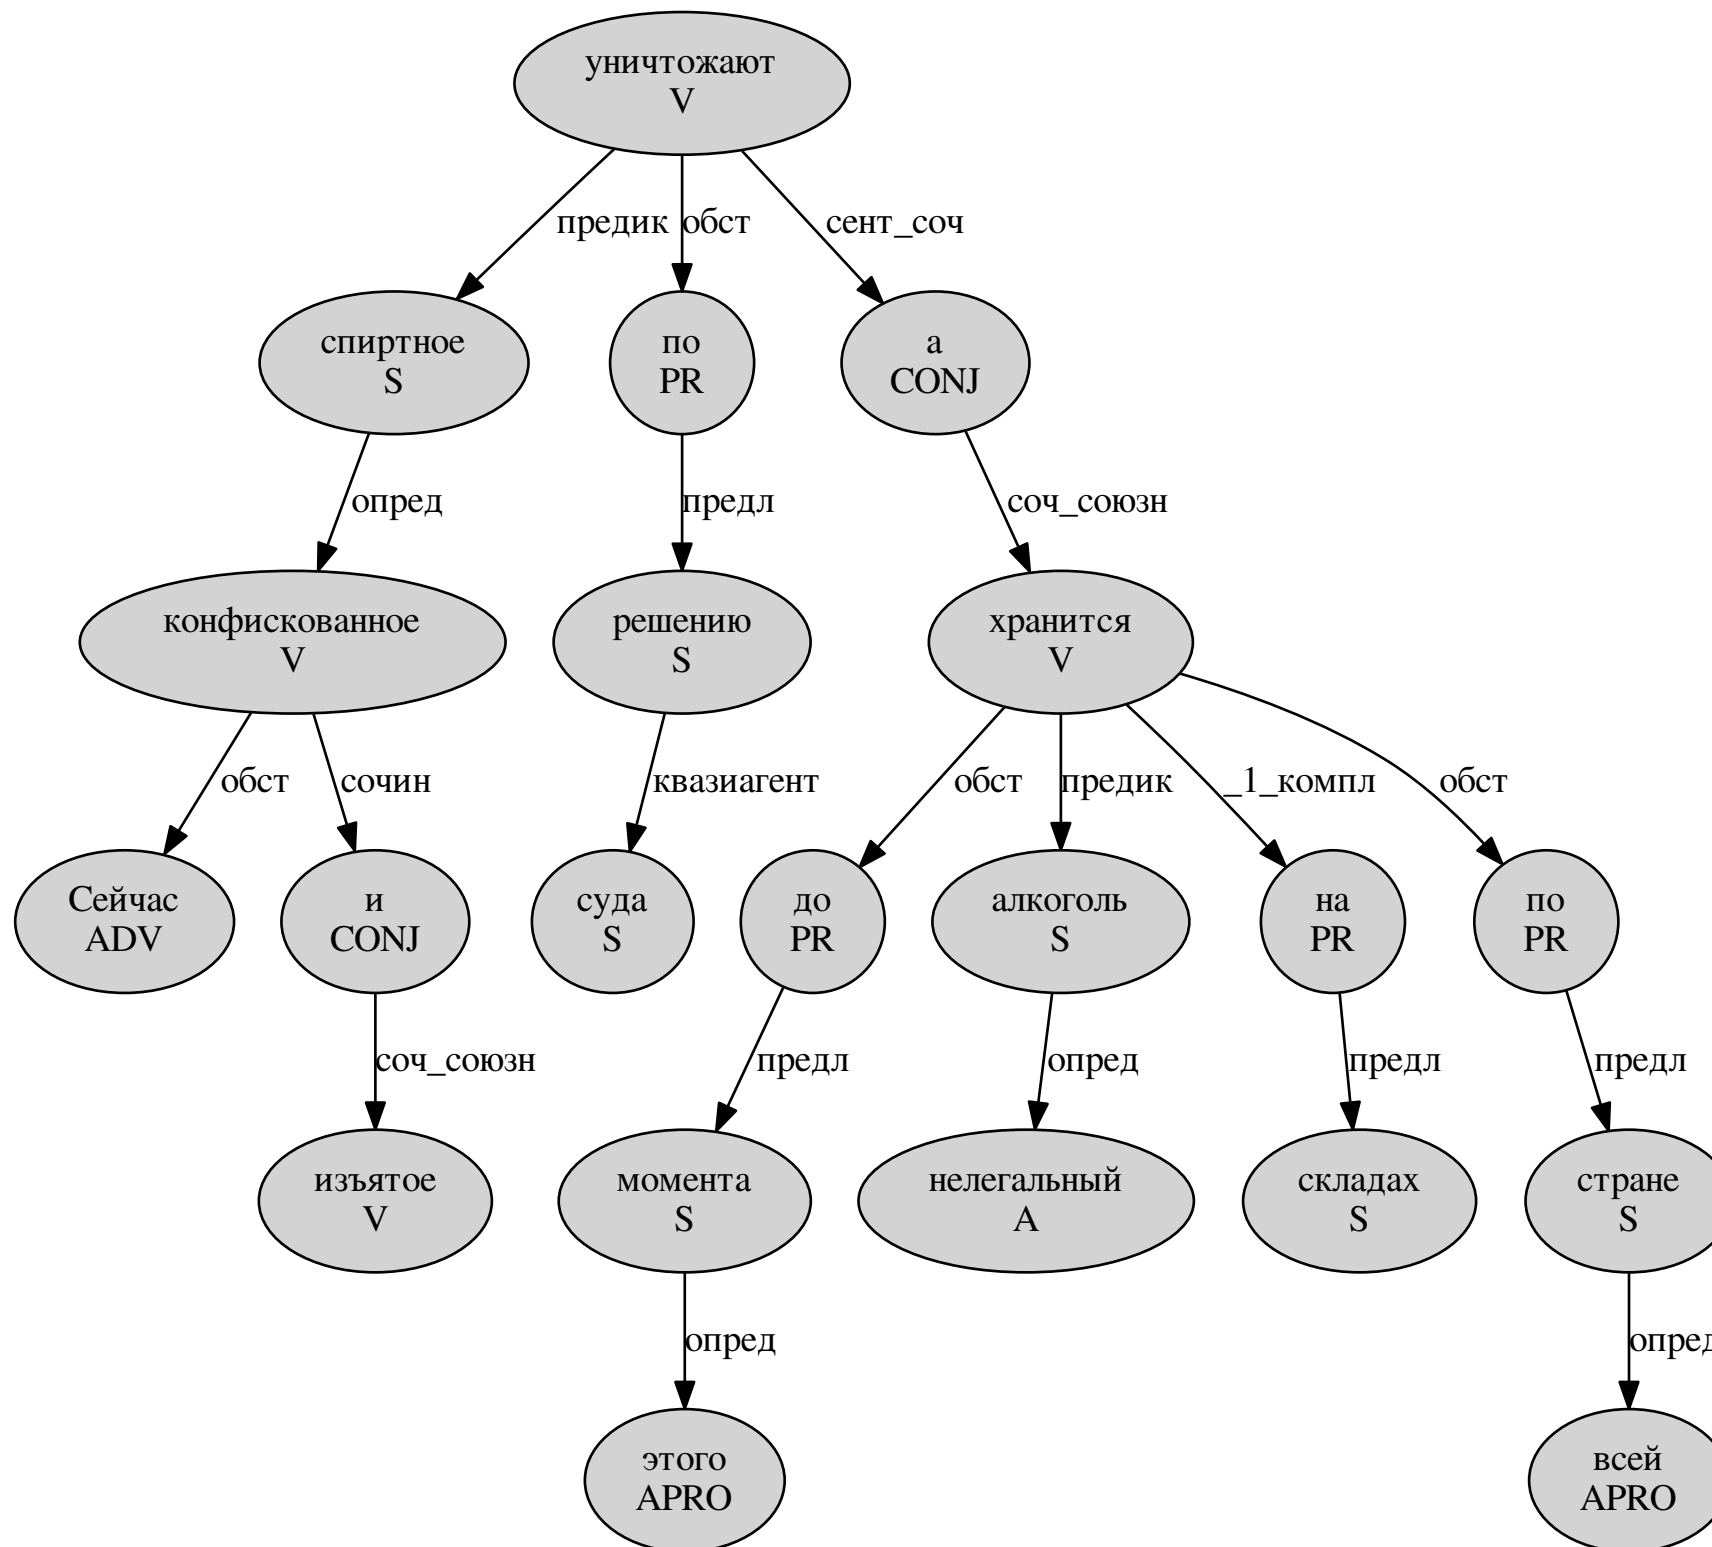 уничтожают
V
предик
обст
сент_соч
спиртное
S
по
PR
а
CONJ
опред
предл
соч_союзн
конфискованное
V
решению
S
хранится
V
обст
сочин
квазиагент
обст
предик
_1_компл
обст
Сейчас
ADV
и
CONJ
суда
S
до
PR
алкоголь
S
на
PR
по
PR
соч_союзн
предл
опред
предл
предл
изъятое
V
момента
S
нелегальный
A
складах
S
стране
S
опред
опред
этого
APRO
всей
APRO